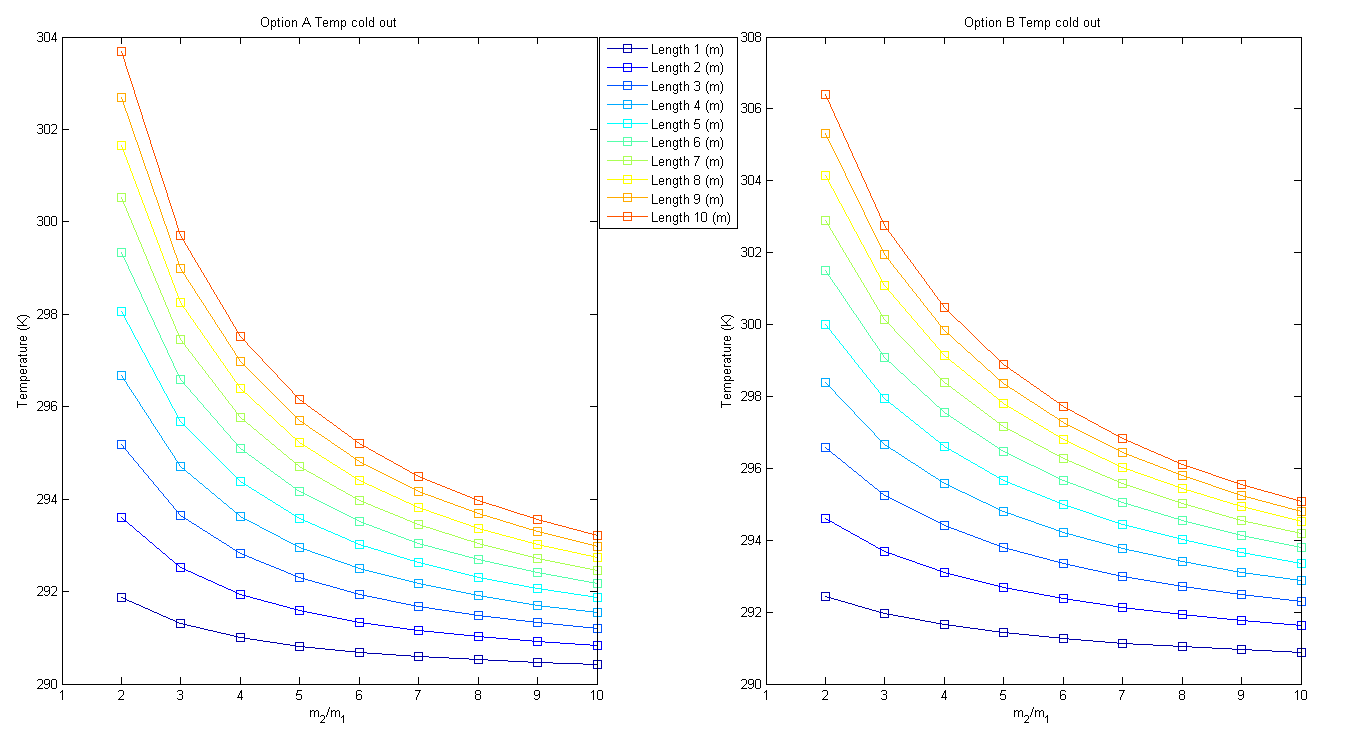 Option A Temp cold out
304
302
300
298
296
294
292
290
Temperature (K)
1 2 3 4 5 6 7 8 9 10
m2/m1
Length 1 (m)
Length 2 (m)
Length 3 (m)
Length 4 (m)
Length 5 (m)
Length 6 (m)
Length 7 (m)
Length 8 (m)
Length 9 (m)
Length 10 (m)
Option B Temp cold out
308
306
304
302
300
298
296
294
292
290
Temperature (K)
1 2 3 4 5 6 7 8 9 10
m2/m1